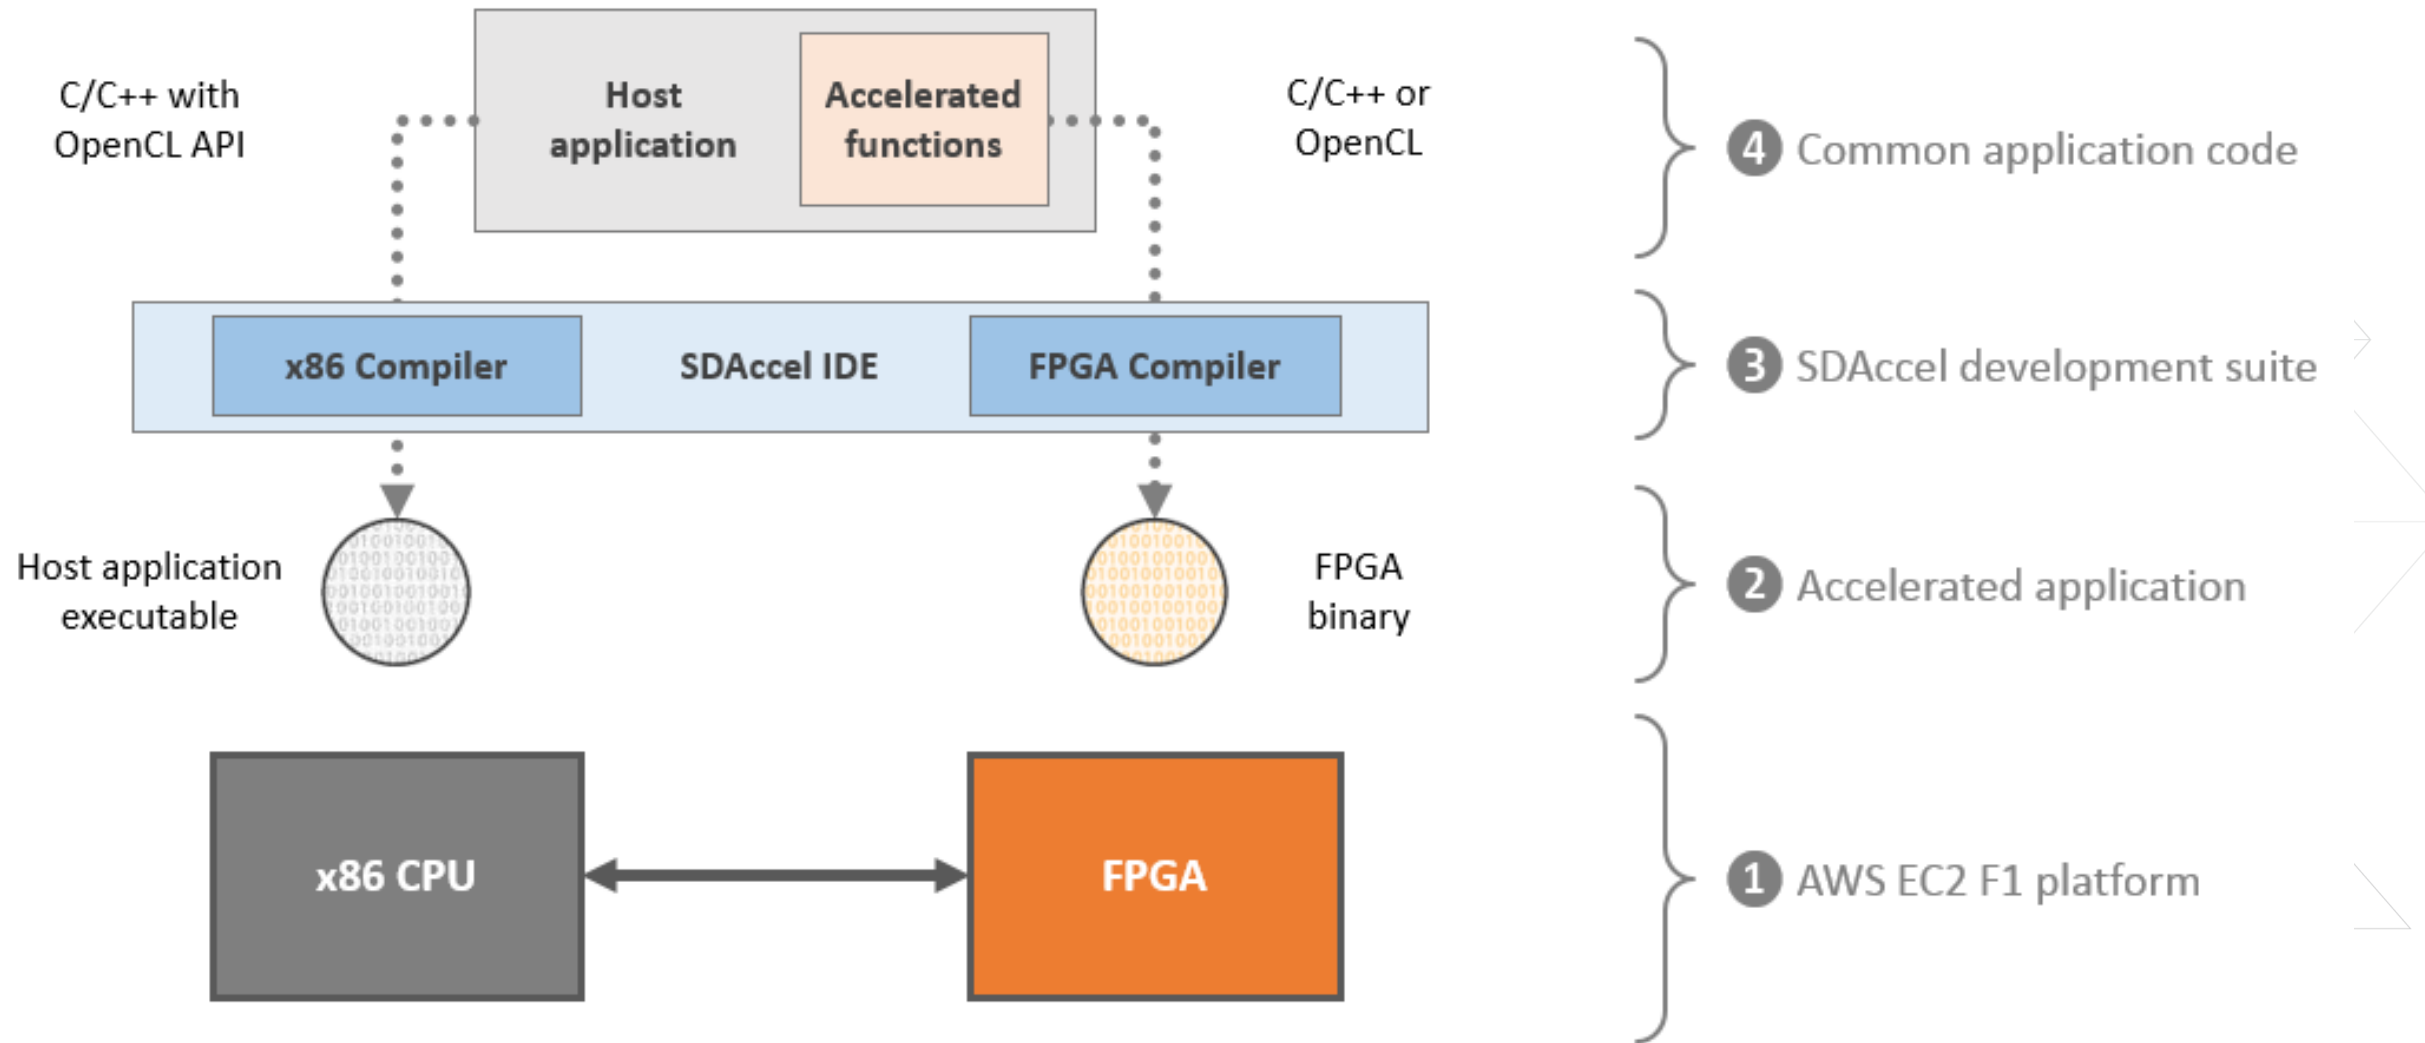 C/C++ with
OpenCL API
Host
application
Accelerated
functions
C/C++ or
OpenCL
4 Common application code
x86 Compiler
SDAccel IDE
FPGA Compiler
3 SDAccel development suite
Host application
executable
FPGA
binary
2 Accelerated application
x86 CPU
FPGA
1 AWS EC2 F1 platform